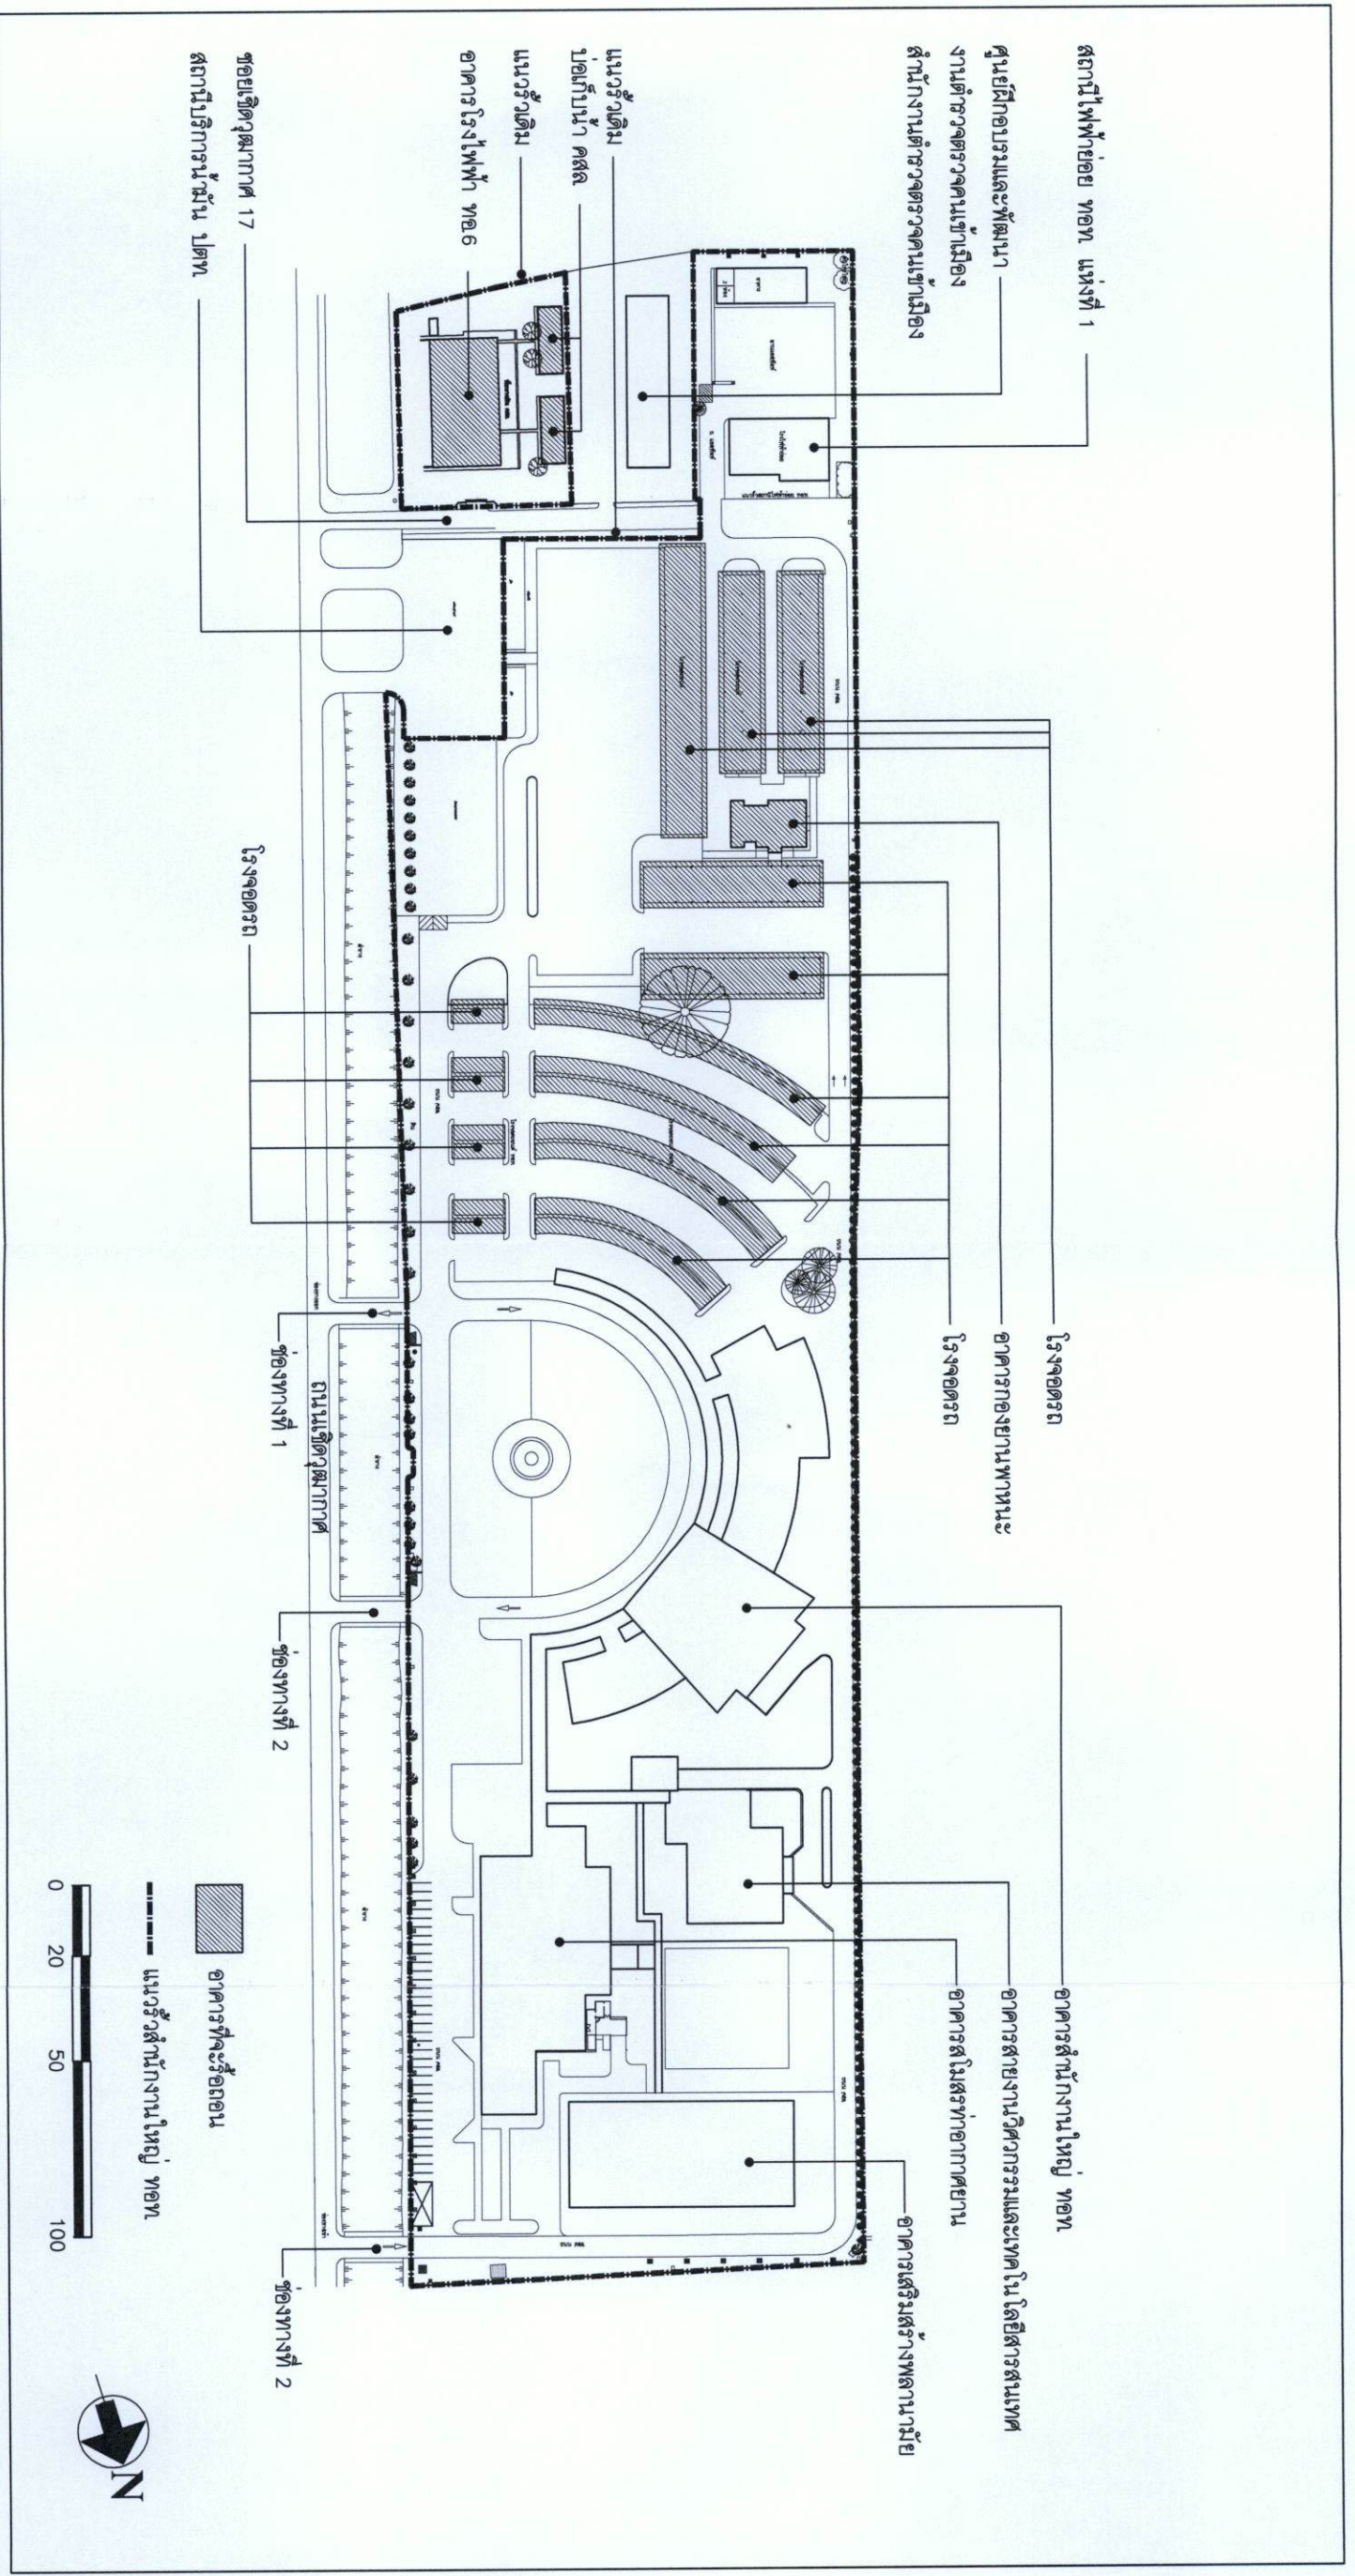 สถานีไฟฟ้าย่อย ทอท. แห่งที่ 1
ศูนย์ฝึกอบรมและพัฒนา
งานตำรวจตรวจคนเข้าเมือง
สำนักงานตำรวจตรวจคนเข้าเมือง
แนวรั้วเดิม
บ่อเก็บน้ำ คสล.
แนวรั้วเดิม
อาคารโรงไฟฟ้า ทอ.6
ซอยเชิดวุฒากาศ 17
สถานีบริการน้ำมัน ปตท.
โรงจอดรถ
อาคารกองยานพาหนะ
โรงจอดรถ
โรงจอดรถ
ช่องทางที่ 1
ถนนเชิดวุฒากาศ
ช่องทางที่ 2
อาคารสำนักงานใหญ่ ทอท.
อาคารสายงานวิศวกรรมและเทคโนโลยีสารสนเทศ
อาคารสโมสรท่าอากาศยาน
อาคารเสริมสร้างพลานามัย
ช่องทางที่ 2
อาคารที่จะรื้อถอน
แนวรั้วสำนักงานใหญ่ ทอท.
0 20 50 100
N